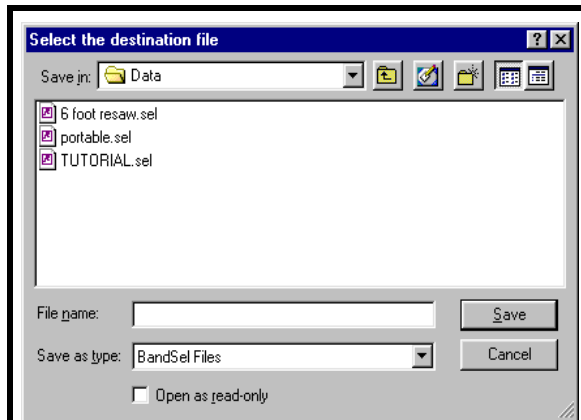 Select the destination file
Save in: Data
6 foot resaw.sel
portable.sel
TUTORIAL.sel
File name: Save
Save as type: BandSel Files Cancel
Open as read-only